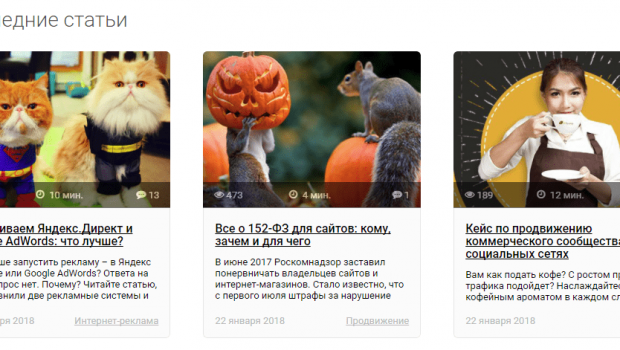 едние статьи
10 мин. 13
473 4 мин. 1
189 12 мин.
иваем Яндекс.Директ и
e AdWords: что лучше?
ше запустить рекламу – в Яндекс
е или Google AdWords? Ответа на
прос нет. Почему? Читайте статью,
внили две рекламные системы и
ря 2018 Интернет-реклама
Все о 152-ФЗ для сайтов: кому,
зачем и для чего
В июне 2017 Роскомнадзор заставил
понервничать владельцев сайтов и
интернет-магазинов. Стало известно, что
с первого июля штрафы за нарушение
22 января 2018 Продвижение
Кейс по продвижению
коммерческого сообщества
социальных сетях
Вам как подать кофе? С ростом пр
трафика подойдет? Наслаждайтес
кофейным ароматом в каждом сл
22 января 2018